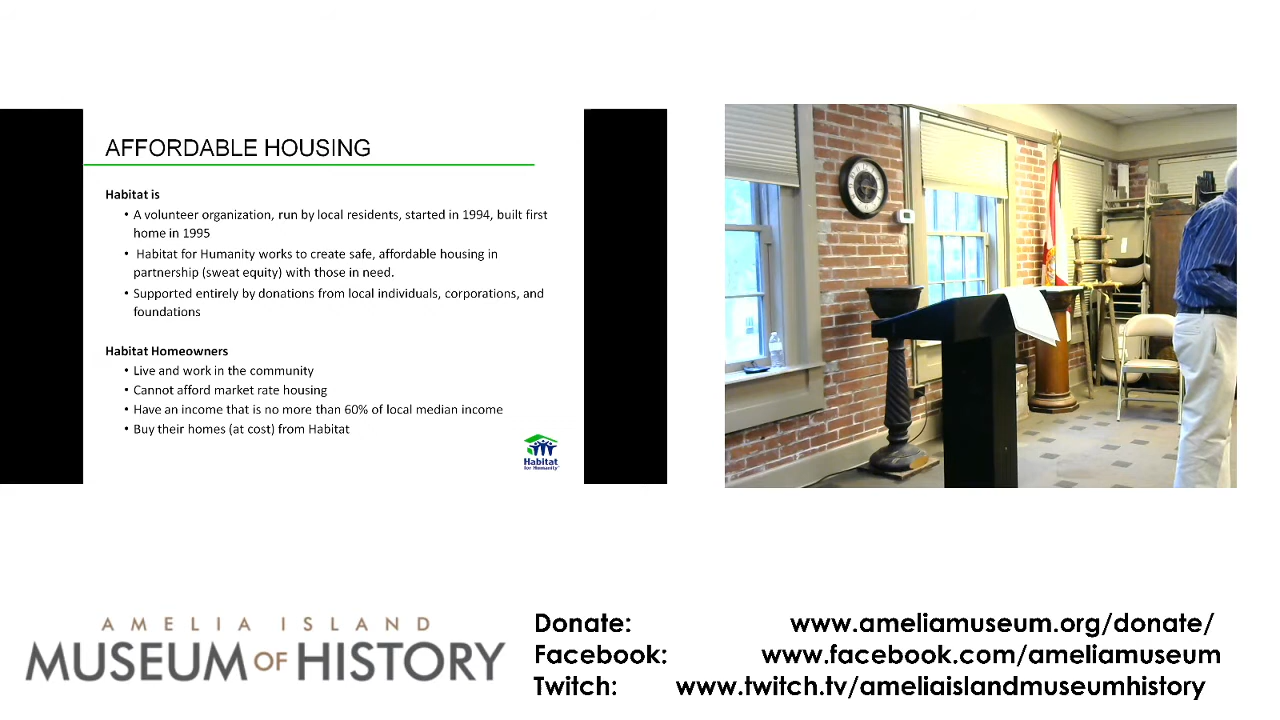 AFFORDABLE HOUSING
Habitat is
• A volunteer organization, run by local residents, started in 1994, built first
home in 1995
• Habitat for Humanity works to create safe, affordable housing in
partnership (sweat equity) with those in need.
• Supported entirely by donations from local individuals, corporations, and
foundations
Habitat Homeowners
• Live and work in the community
• Cannot afford market rate housing
• Have an income that is no more than 60% of local median income
• Buy their homes (at cost) from Habitat
Habitat
for Humanity
AMELIA ISLAND
MUSEUM OF HISTORY
Donate: www.ameliamuseum.org/donate/
Facebook: www.facebook.com/ameliamuseum
Twitch: www.twitch.tv/ameliaislandmuseumhistory